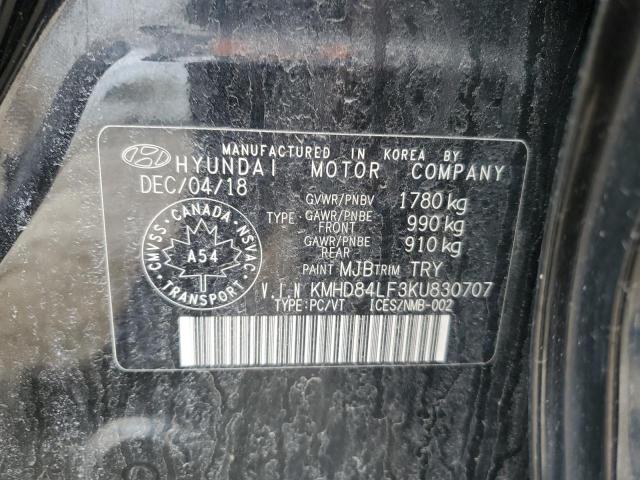 MANUFACTURED IN KOREA BY
HYUNDAI MOTOR COMPANY
DEC/04/18
GVWR/PNBV 1780 kg
TYPE: GAWR/PNBE FRONT 990 kg
GAWR/PNBE REAR 910 kg
CMVSS • CANADA • NSVAC
A54
TRANSPORT
PAINT MJB TRIM TRY
V.I.N KMHD84LF3KU830707
TYPE:PC/VT ICES/NMB-002